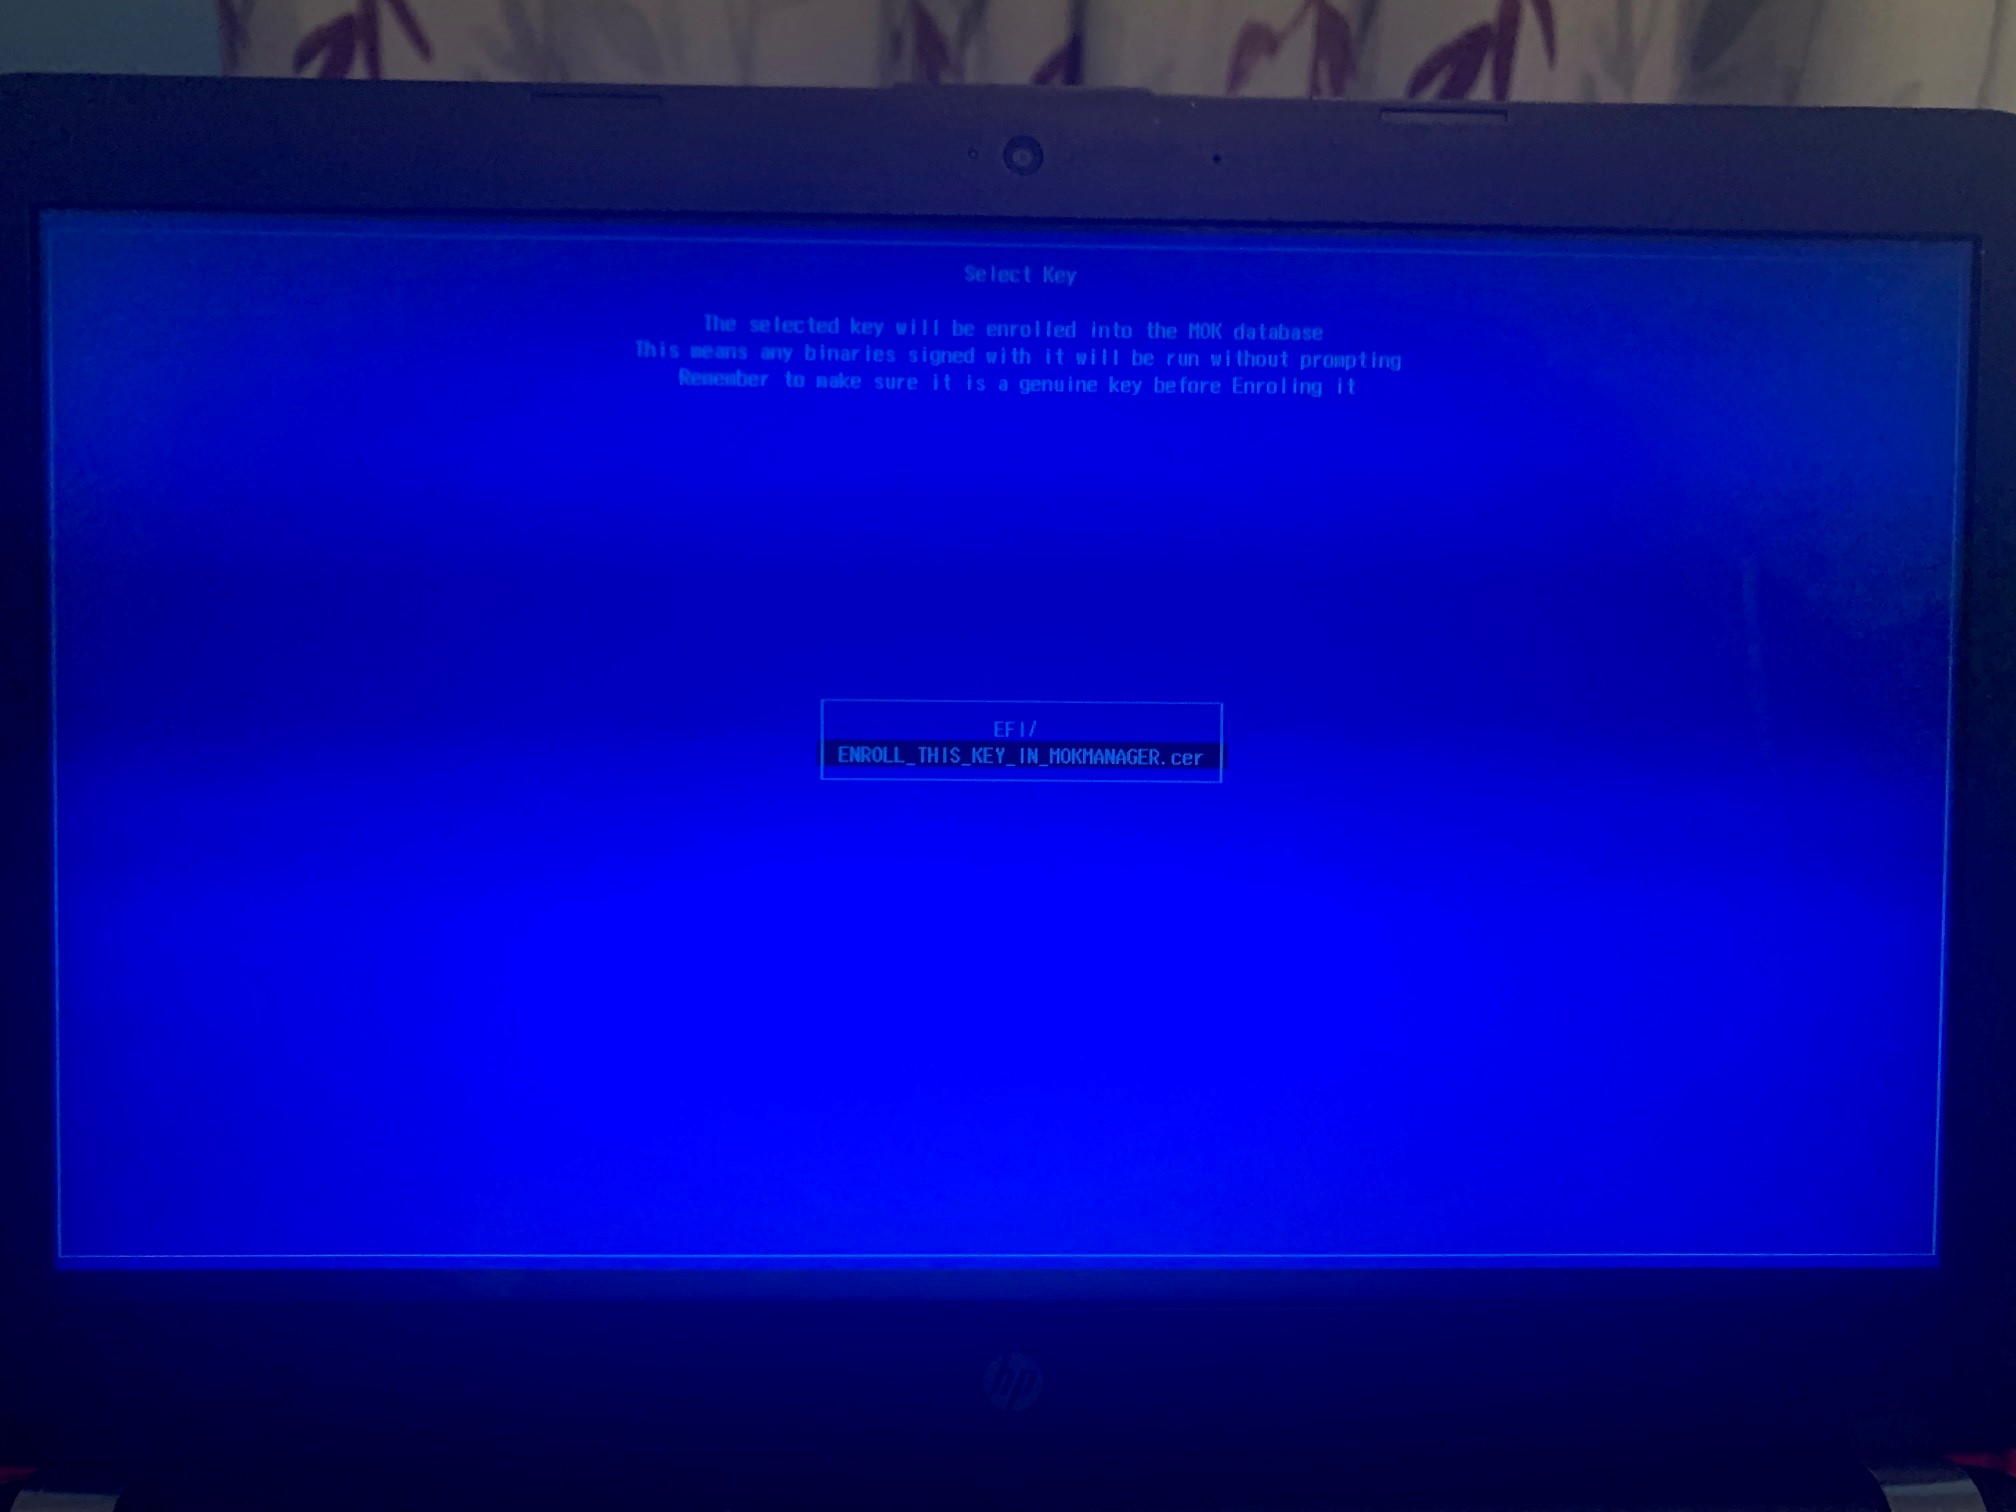 Select Key
The selected key will be enrolled into the MOK database
This means any binaries signed with it will be run without prompting
Remember to make sure it is a genuine key before Enroling it
EFI/
ENROLL_THIS_KEY_IN_MOKMANAGER.cer
hp